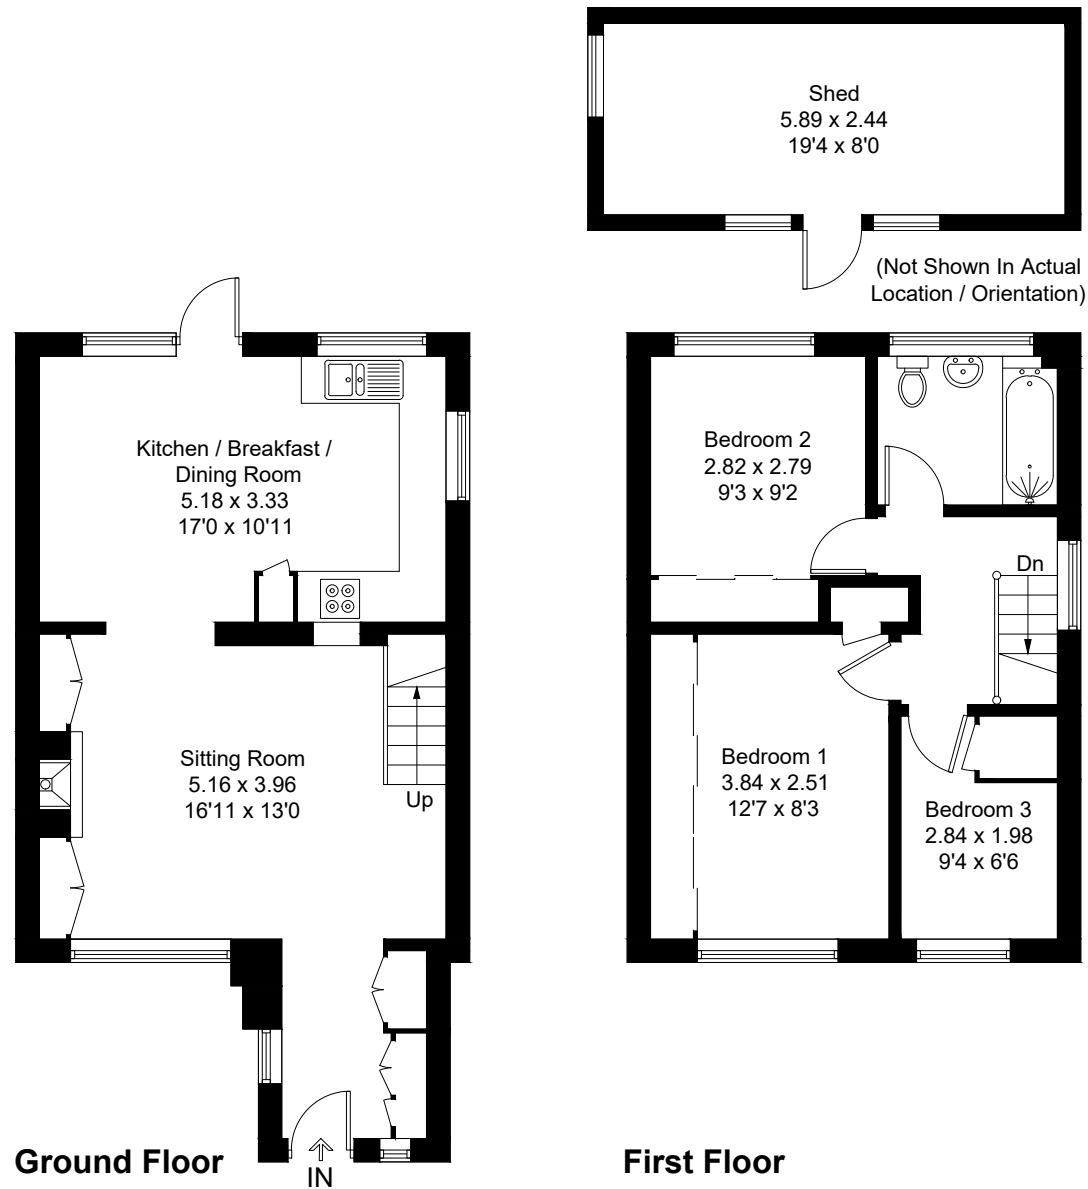 Shed
5.89 x 2.44
19'4 x 8'0
(Not Shown In Actual
Location / Orientation)
Kitchen / Breakfast /
Dining Room
5.18 x 3.33
17'0 x 10'11
Sitting Room
5.16 x 3.96
16'11 x 13'0
Up
IN
Ground Floor
Bedroom 2
2.82 x 2.79
9'3 x 9'2
Dn
Bedroom 1
3.84 x 2.51
12'7 x 8'3
Bedroom 3
2.84 x 1.98
9'4 x 6'6
First Floor